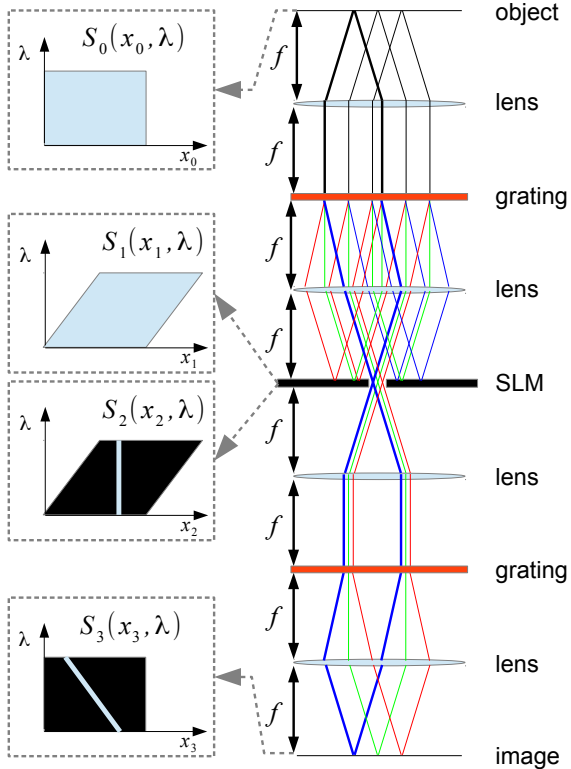 object
S₀(x₀, λ)
λ
x₀
f
lens
f
grating
S₁(x₁, λ)
λ
x₁
f
lens
f
SLM
S₂(x₂, λ)
λ
x₂
f
lens
f
grating
S₃(x₃, λ)
λ
x₃
f
lens
f
image